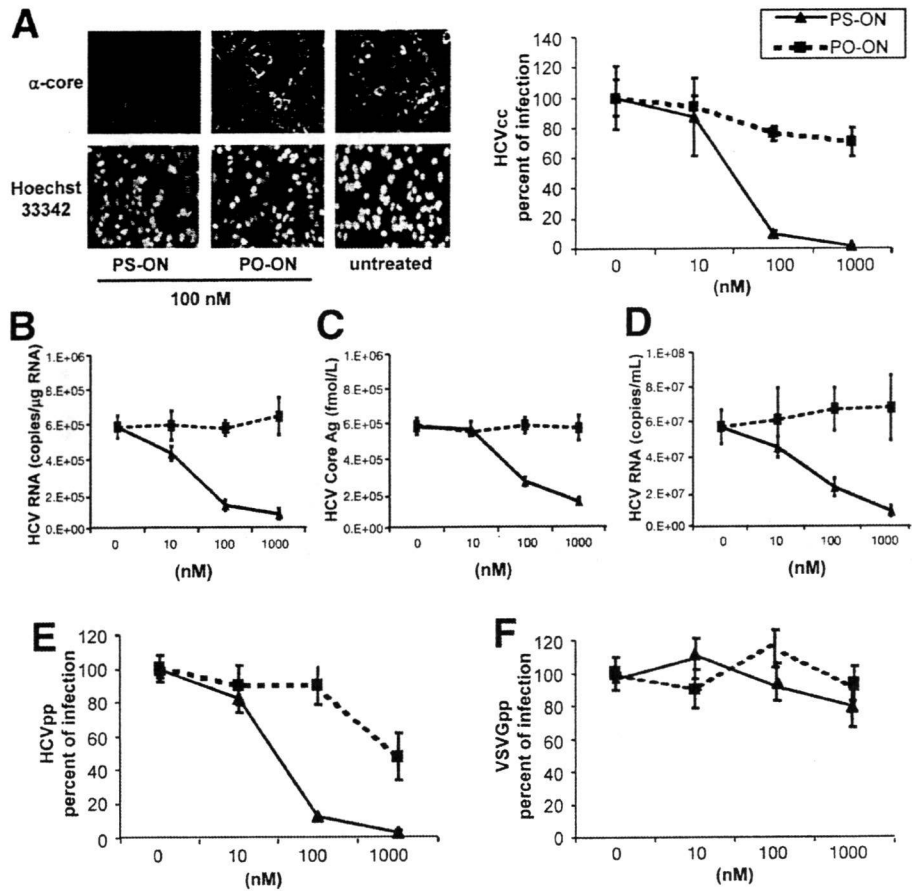 A
α-core
Hoechst
33342
PS-ON
PO-ON
untreated
100 nM
PS-ON
PO-ON
HCVcc
percent of infection
140
120
100
80
60
40
20
0
0
10
100
1000
(nM)
B
HCV RNA (copies/μg RNA)
1.E+06
8.E+05
6.E+05
4.E+05
2.E+05
0.E+00
0
10
100
1000
(nM)
C
HCV Core Ag (fmol/L)
1.E+06
8.E+05
6.E+05
4.E+05
2.E+05
0.E+00
0
10
100
1000
(nM)
D
HCV RNA (copies/mL)
1.E+08
8.E+07
6.E+07
4.E+07
2.E+07
0.E+00
0
10
100
1000
(nM)
E
HCVpp
percent of infection
120
100
80
60
40
20
0
0
10
100
1000
(nM)
F
VSVGpp
percent of infection
120
100
80
60
40
20
0
0
10
100
1000
(nM)